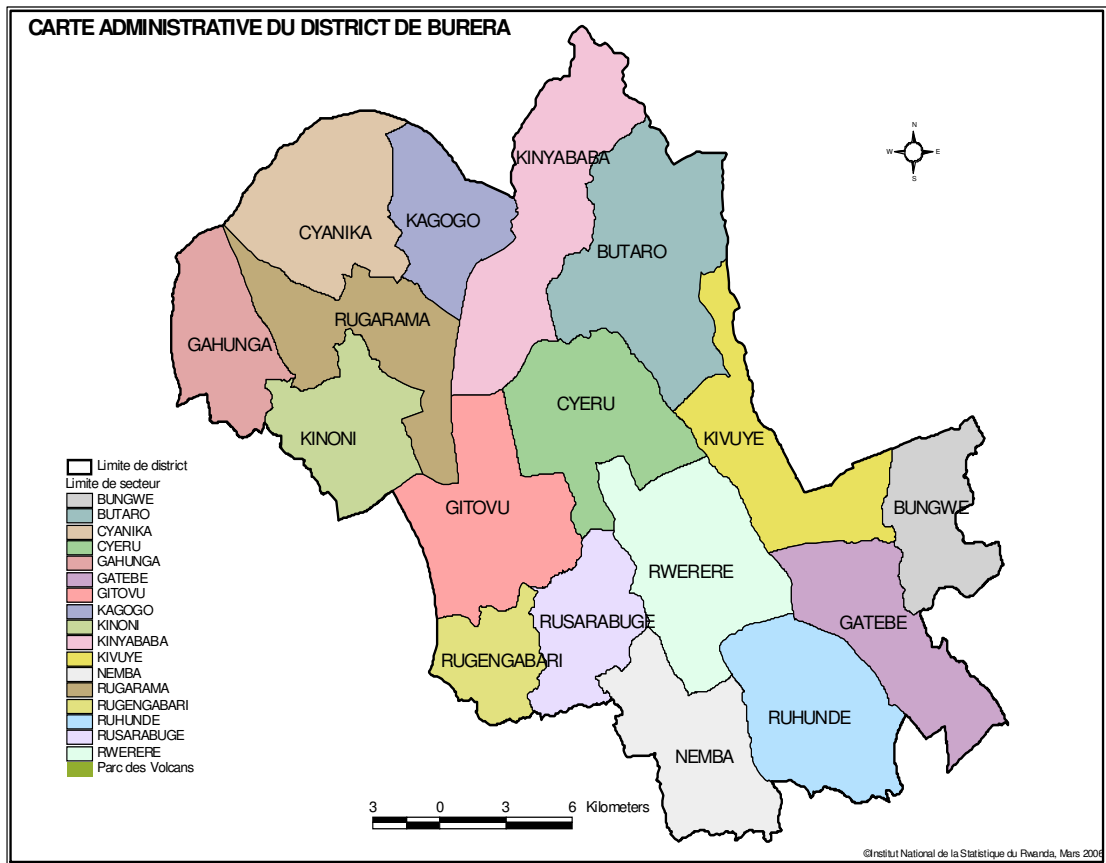 CARTE ADMINISTRATIVE DU DISTRICT DE BURERA
N
W E
S
KINYABABA
KAGOGO
CYANIKA
BUTARO
RUGARAMA
GAHUNGA
CYERU
KINONI
KIVUYE
GITOVU
BUNGWE
RWERERE
RUSARABUGE
GATEBE
RUGENGABARI
RUHUNDE
NEMBA
Limite de district
Limite de secteur
BUNGWE
BUTARO
CYANIKA
CYERU
GAHUNGA
GATEBE
GITOVU
KAGOGO
KINONI
KINYABABA
KIVUYE
NEMBA
RUGARAMA
RUGENGABARI
RUHUNDE
RUSARABUGE
RWERERE
Parc des Volcans
3 0 3 6 Kilometers
©Institut National de la Statistique du Rwanda, Mars 2006